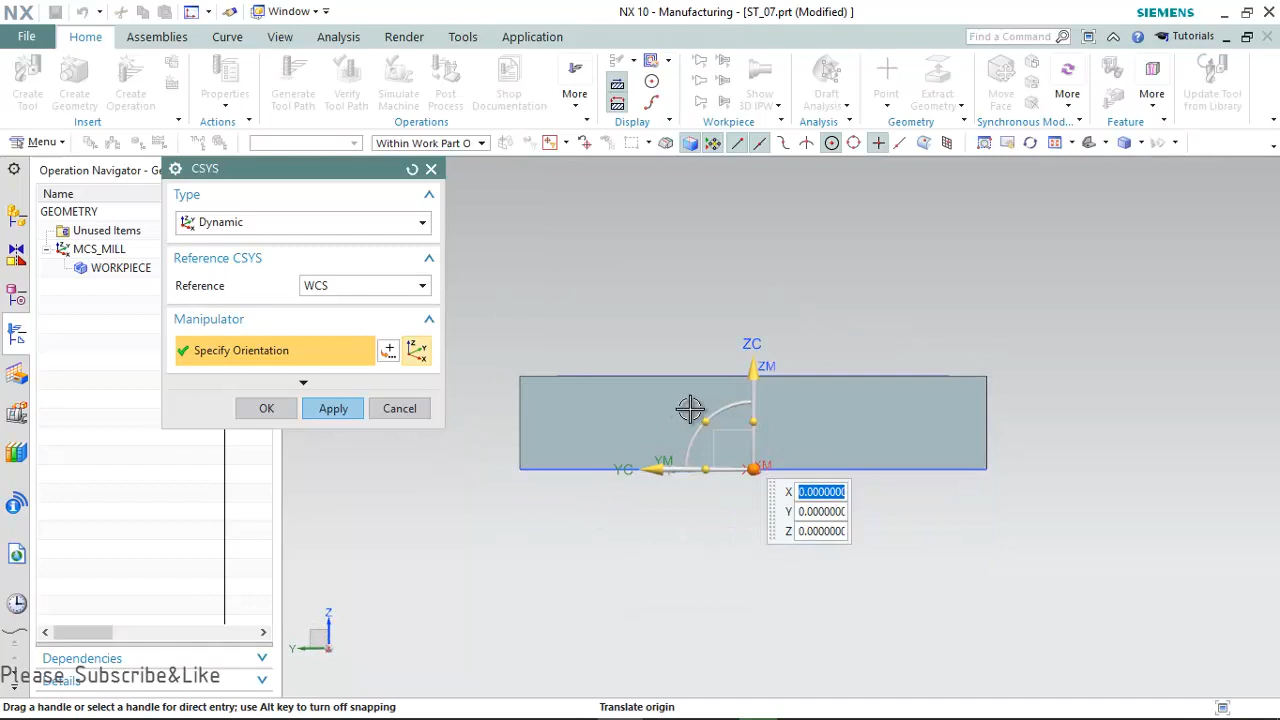 NX
Window
NX 10 - Manufacturing - [ST_07.prt (Modified) ]
SIEMENS
File
Home
Assemblies
Curve
View
Analysis
Render
Tools
Application
Find a Command
Tutorials
Create Tool
Create Geometry
Create Operation
Properties
Generate Tool Path
Verify Tool Path
Simulate Machine
Post Process
Shop Documentation
More
Show 3D IPW
Draft Analysis
Point
Extract Geometry
Move Face
More
More
Update Tool from Library
Insert
Actions
Operations
Display
Workpiece
Analysis
Geometry
Synchronous Mod...
Feature
Menu
Within Work Part O
Operation Navigator - Ge
Name
GEOMETRY
Unused Items
MCS_MILL
WORKPIECE
CSYS
Type
Dynamic
Reference CSYS
Reference
WCS
Manipulator
Specify Orientation
OK
Apply
Cancel
ZC
ZM
YC
YM
XM
X 0.0000000
Y 0.0000000
Z 0.0000000
Z
Y
Dependencies
Details
Please Subscribe&Like
Drag a handle or select a handle for direct entry; use Alt key to turn off snapping
Translate origin